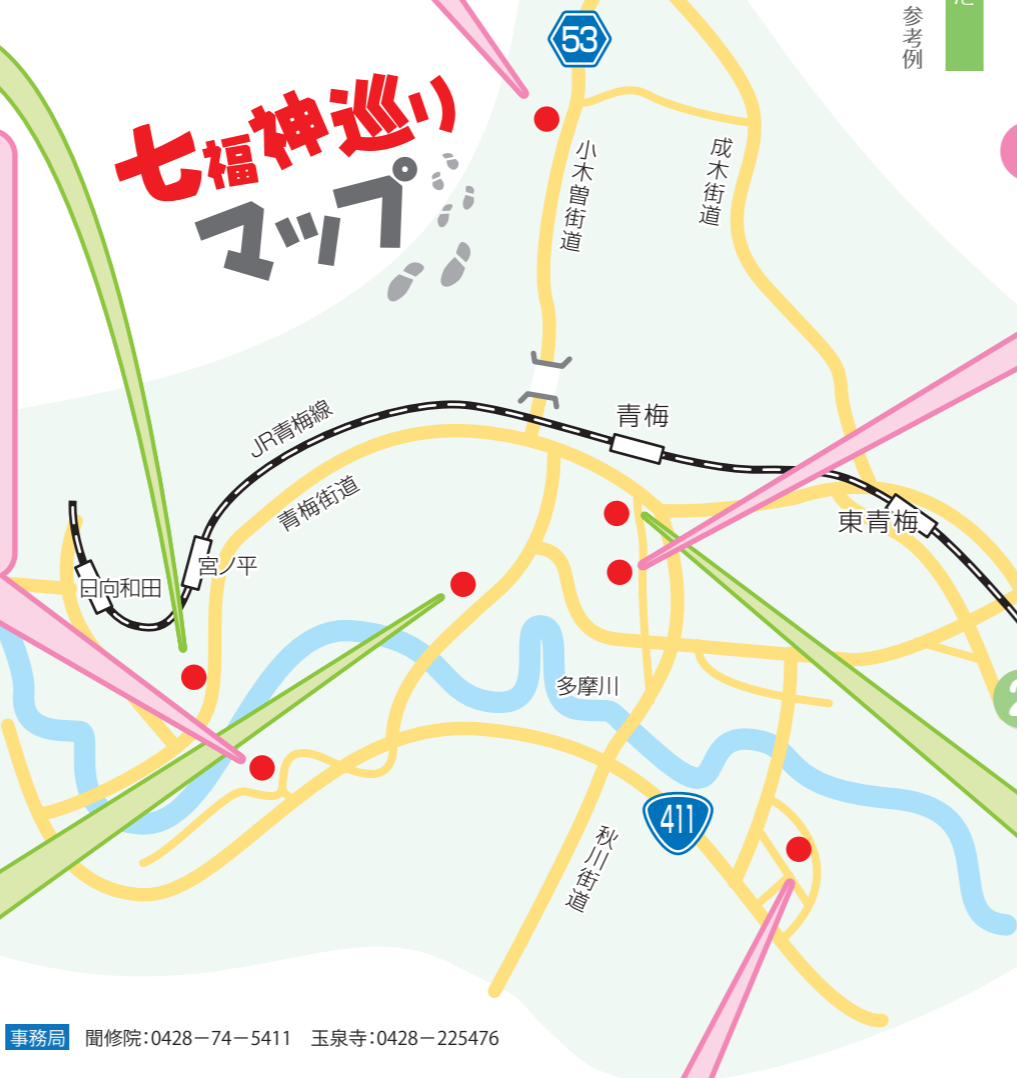 参考例
53
七福神巡り
マップ
小木曽街道
成木街道
JR青梅線
青梅
青梅街道
東青梅
宮ノ平
日向和田
多摩川
2
411
秋川街道
事務局 聞修院：0428－74－5411 玉泉寺：0428－225476